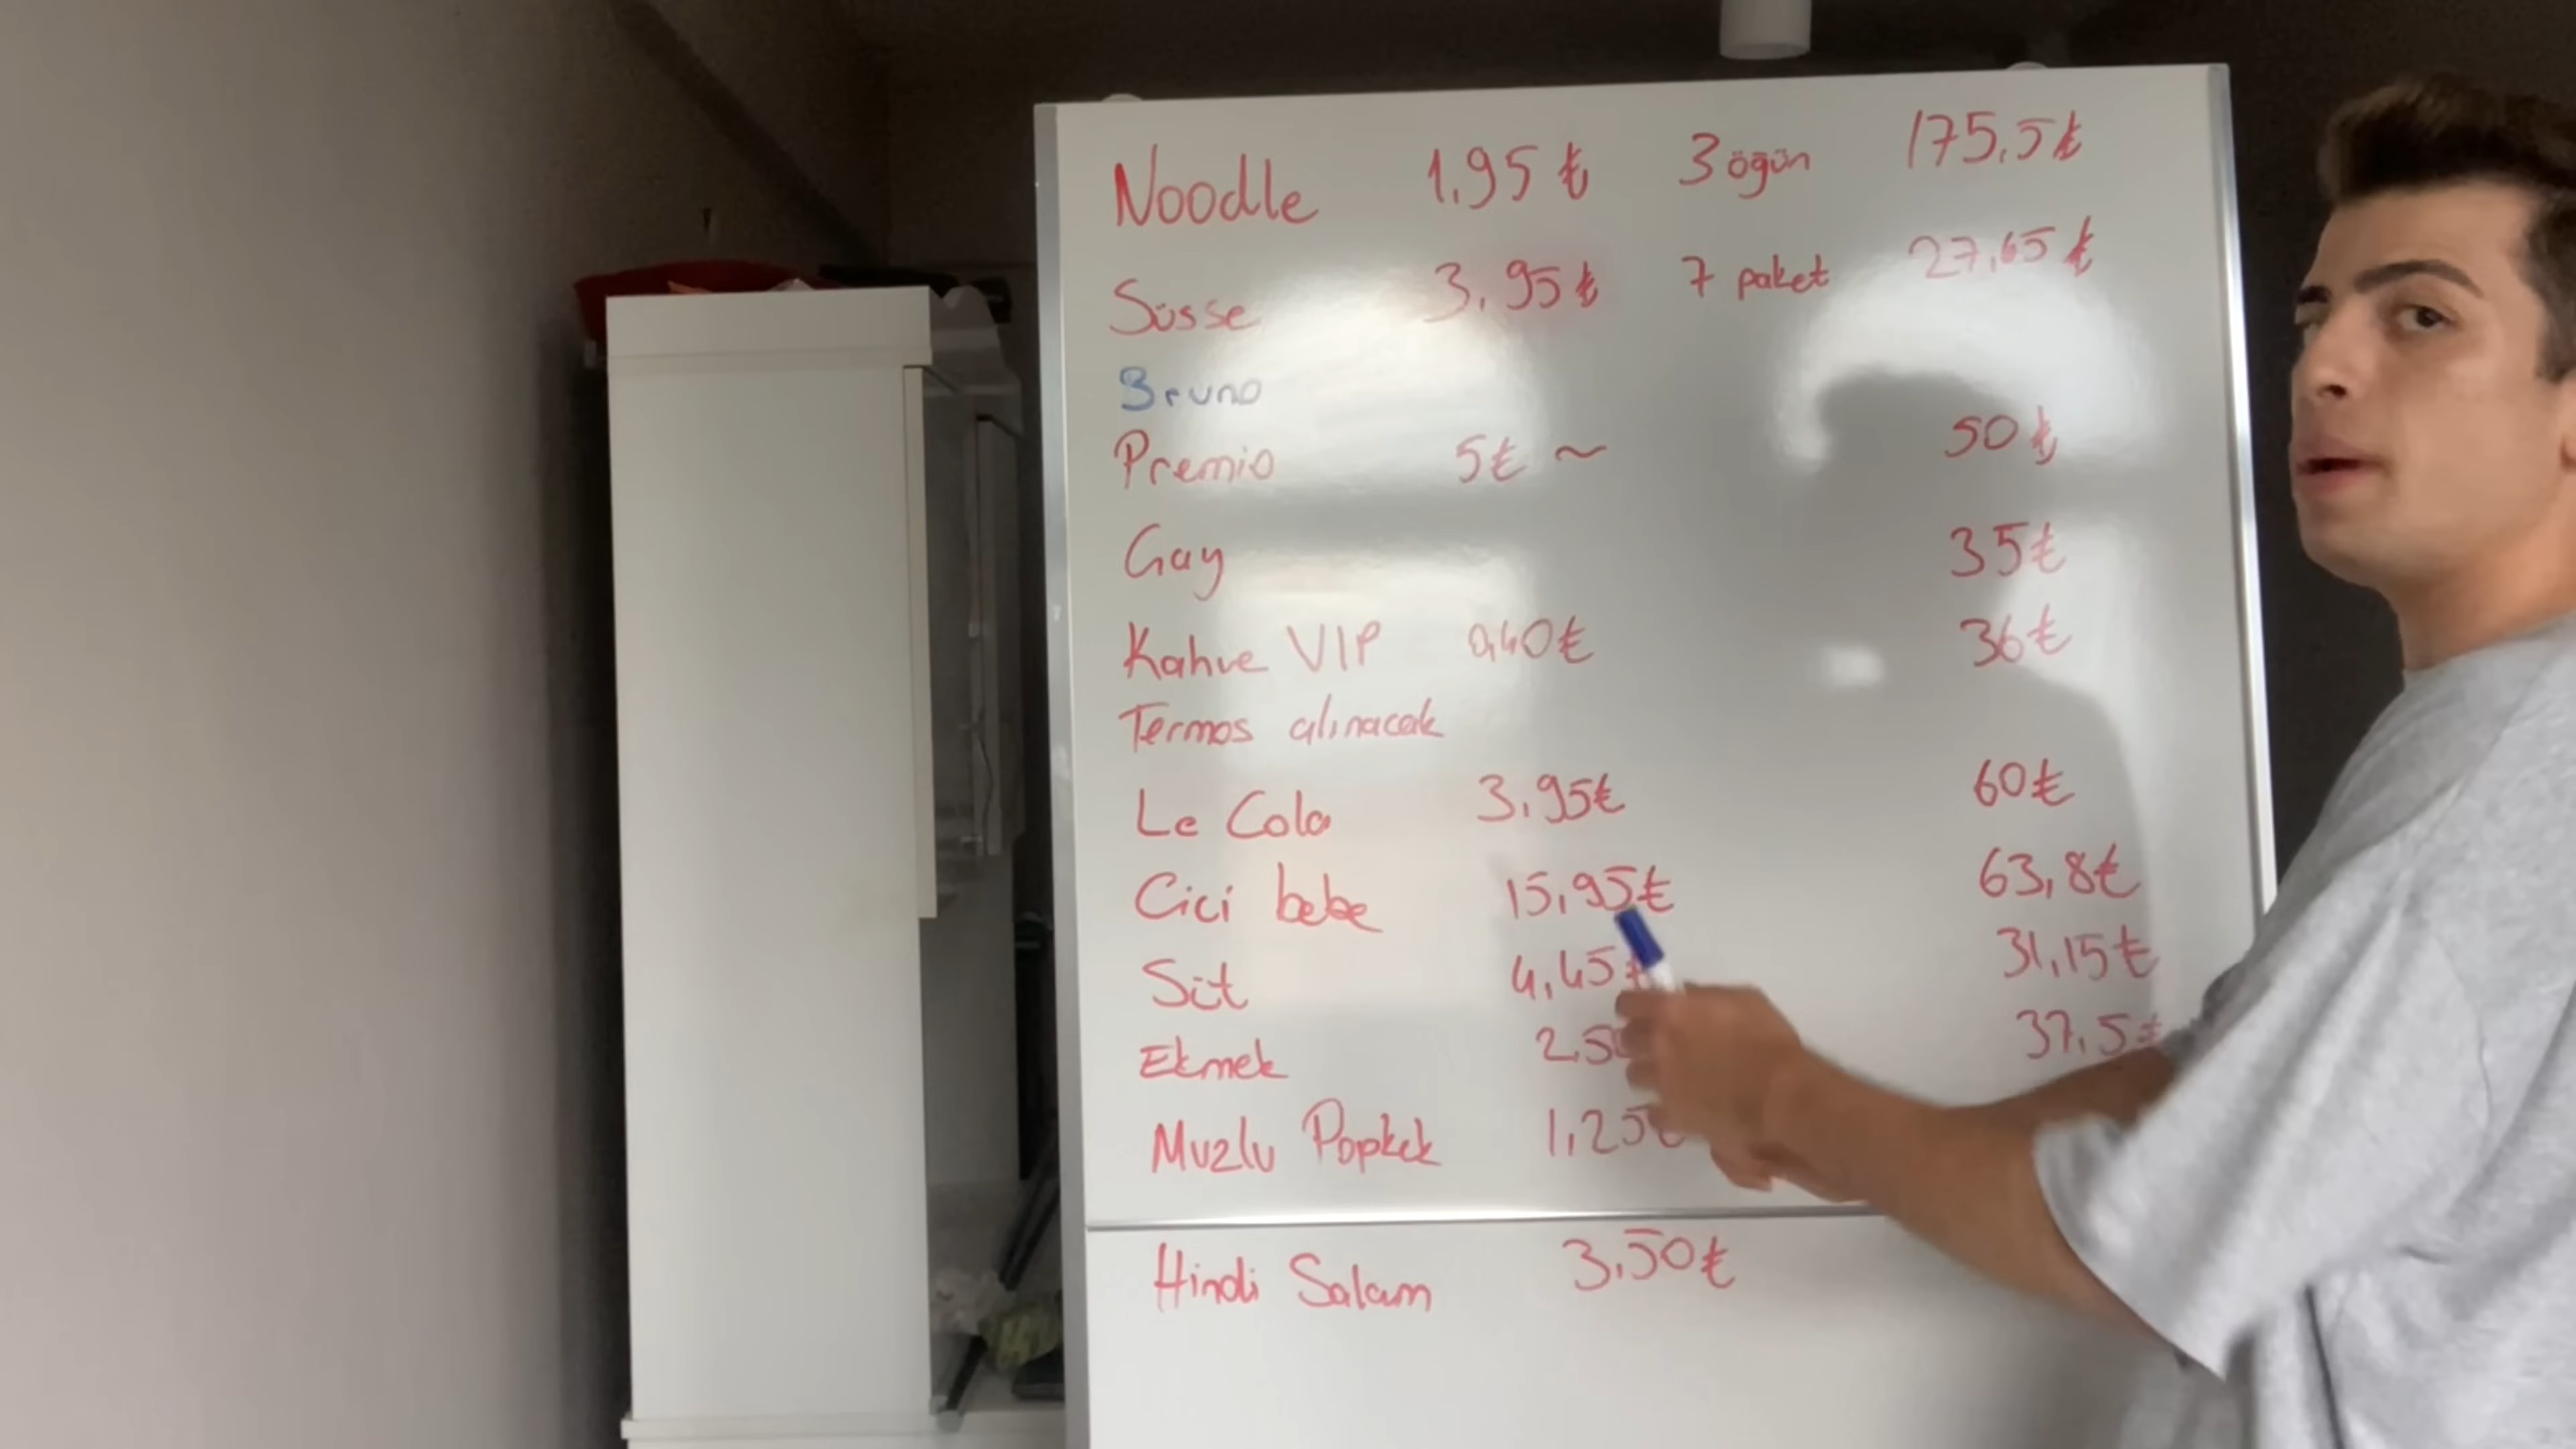 Noodle 1,95 ₺ 3 öğün 175,5₺
Süsse 3,95₺ 7 paket 27,65₺
Bruno
Premio 5₺ ~ 50₺
Çay 35₺
Kahve VIP 0,40₺ 36₺
Termos alınacak
Le Cola 3,95₺ 60₺
Cici bebe 15,95₺ 63,8₺
Süt 4,45₺ 31,15₺
Ekmek 2,50 37,5₺
Muzlu Popkek 1,25₺
Hindi Salam 3,50₺